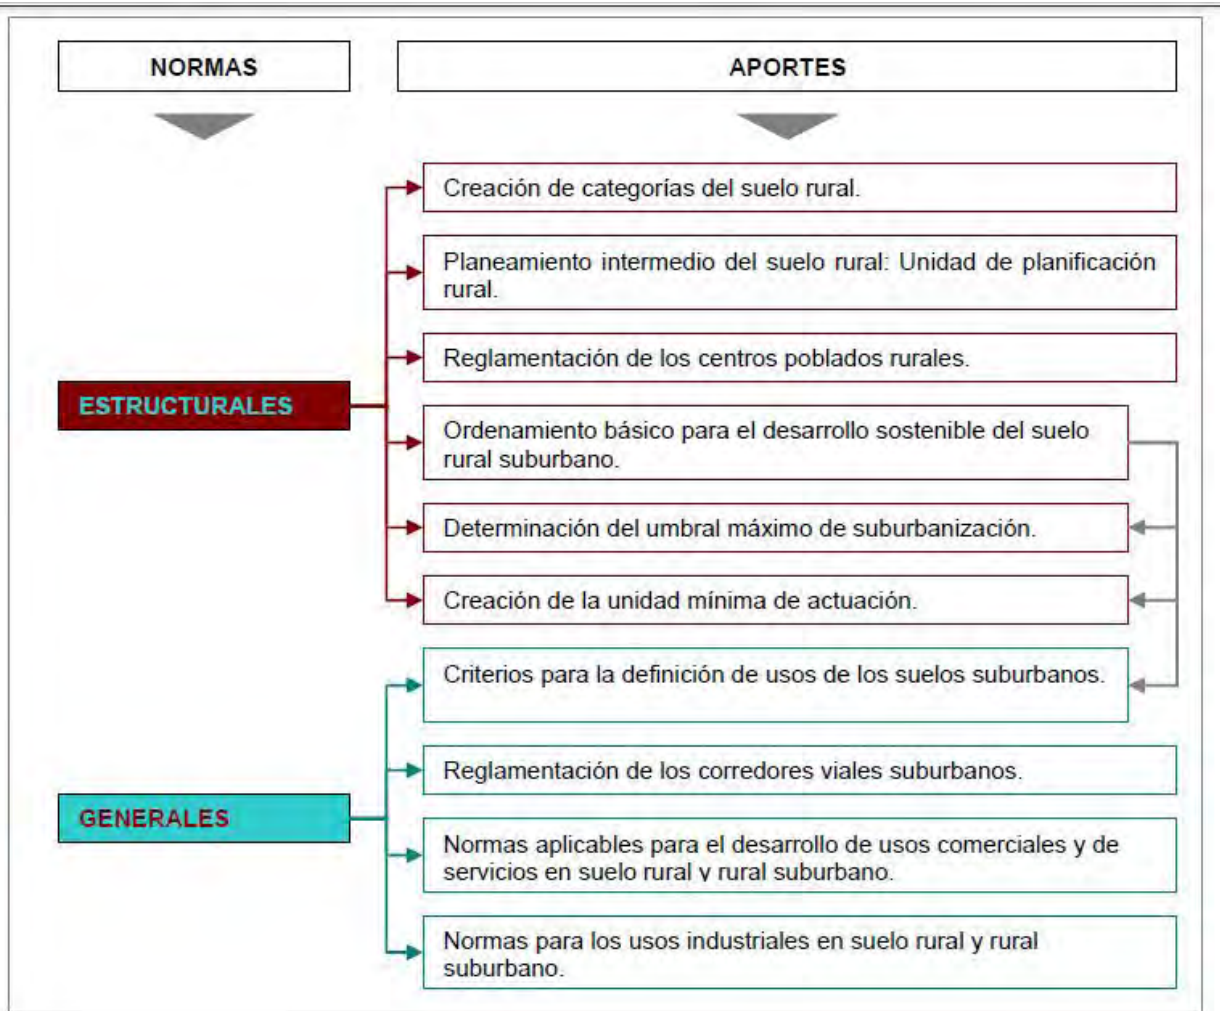 NORMAS
APORTES
Creación de categorías del suelo rural.
Planeamiento intermedio del suelo rural: Unidad de planificación
rural.
Reglamentación de los centros poblados rurales.
ESTRUCTURALES
Ordenamiento básico para el desarrollo sostenible del suelo
rural suburbano.
Determinación del umbral máximo de suburbanización.
Creación de la unidad mínima de actuación.
Criterios para la definición de usos de los suelos suburbanos.
Reglamentación de los corredores viales suburbanos.
GENERALES
Normas aplicables para el desarrollo de usos comerciales y de
servicios en suelo rural y rural suburbano.
Normas para los usos industriales en suelo rural y rural
suburbano.